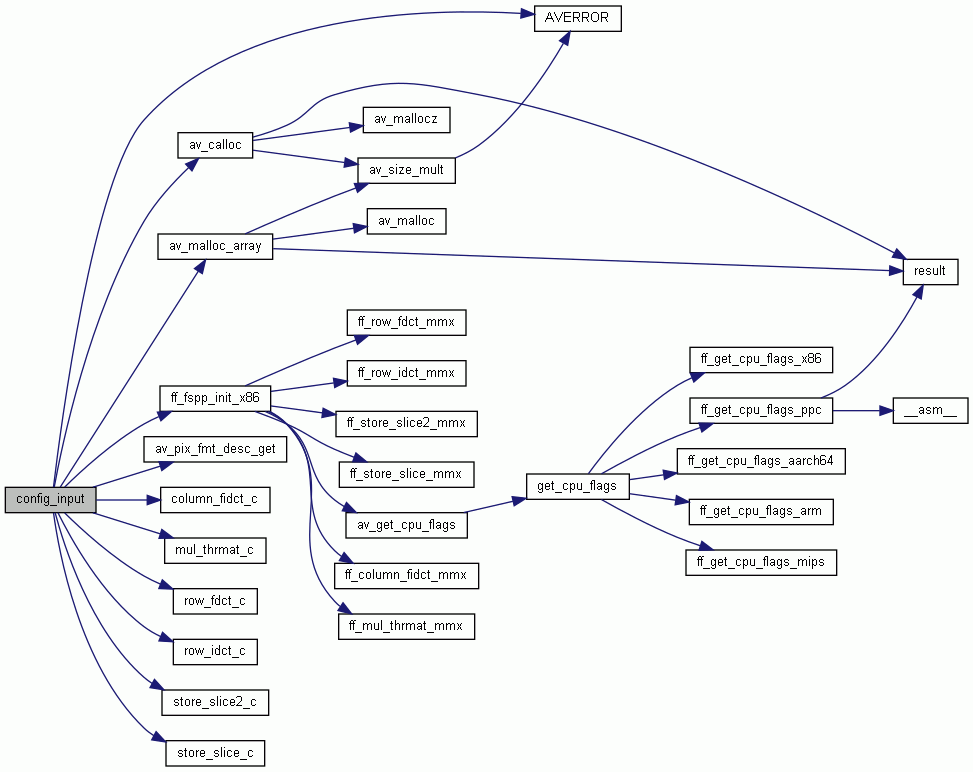 AVERROR
av_mallocz
av_calloc
av_size_mult
av_malloc
av_malloc_array
result
ff_row_fdct_mmx
ff_get_cpu_flags_x86
ff_row_idct_mmx
ff_fspp_init_x86
ff_get_cpu_flags_ppc
__asm__
ff_store_slice2_mmx
av_pix_fmt_desc_get
ff_get_cpu_flags_aarch64
ff_store_slice_mmx
get_cpu_flags
config_input
column_fidct_c
ff_get_cpu_flags_arm
av_get_cpu_flags
mul_thrmat_c
ff_get_cpu_flags_mips
ff_column_fidct_mmx
row_fdct_c
ff_mul_thrmat_mmx
row_idct_c
store_slice2_c
store_slice_c